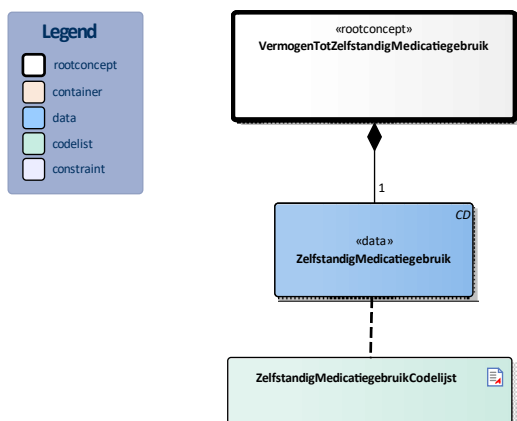 Legend
rootconcept
container
data
codelist
constraint
«rootconcept»
VermogenTotZelfstandigMedicatiegebruik
1
CD
«data»
ZelfstandigMedicatiegebruik
ZelfstandigMedicatiegebruikCodelijst